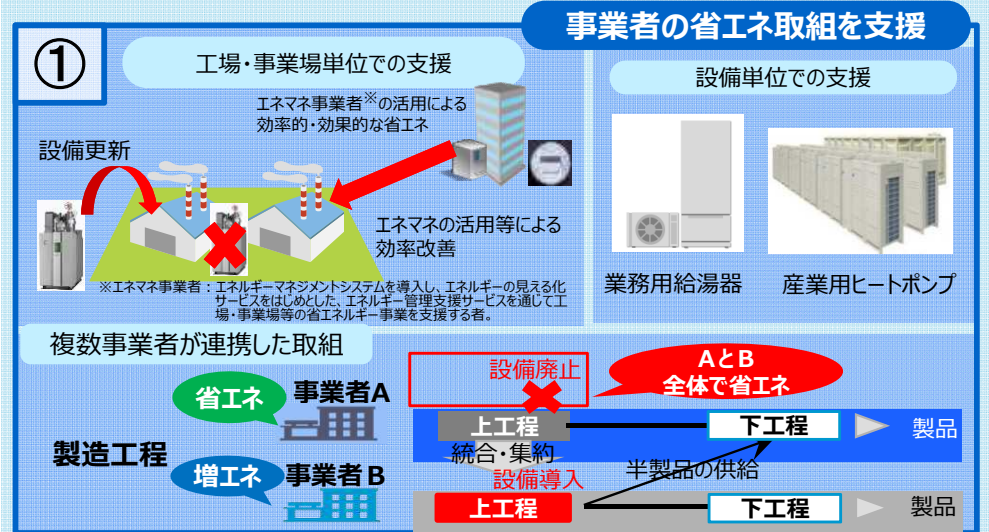 事業者の省エネ取組を支援
①
工場・事業場単位での支援
エネマネ事業者※の活用による
効率的・効果的な省エネ
設備更新
エネマネの活用等による
効率改善
※エネマネ事業者：エネルギーマネジメントシステムを導入し、エネルギーの見える化
サービスをはじめとした、エネルギー管理支援サービスを通じて工
場・事業場等の省エネルギー事業を支援する者。
設備単位での支援
業務用給湯器
産業用ヒートポンプ
複数事業者が連携した取組
製造工程
省エネ
事業者A
増エネ
事業者B
設備廃止
AとB
全体で省エネ
上工程
下工程
製品
統合・集約
設備導入
半製品の供給
上工程
下工程
製品